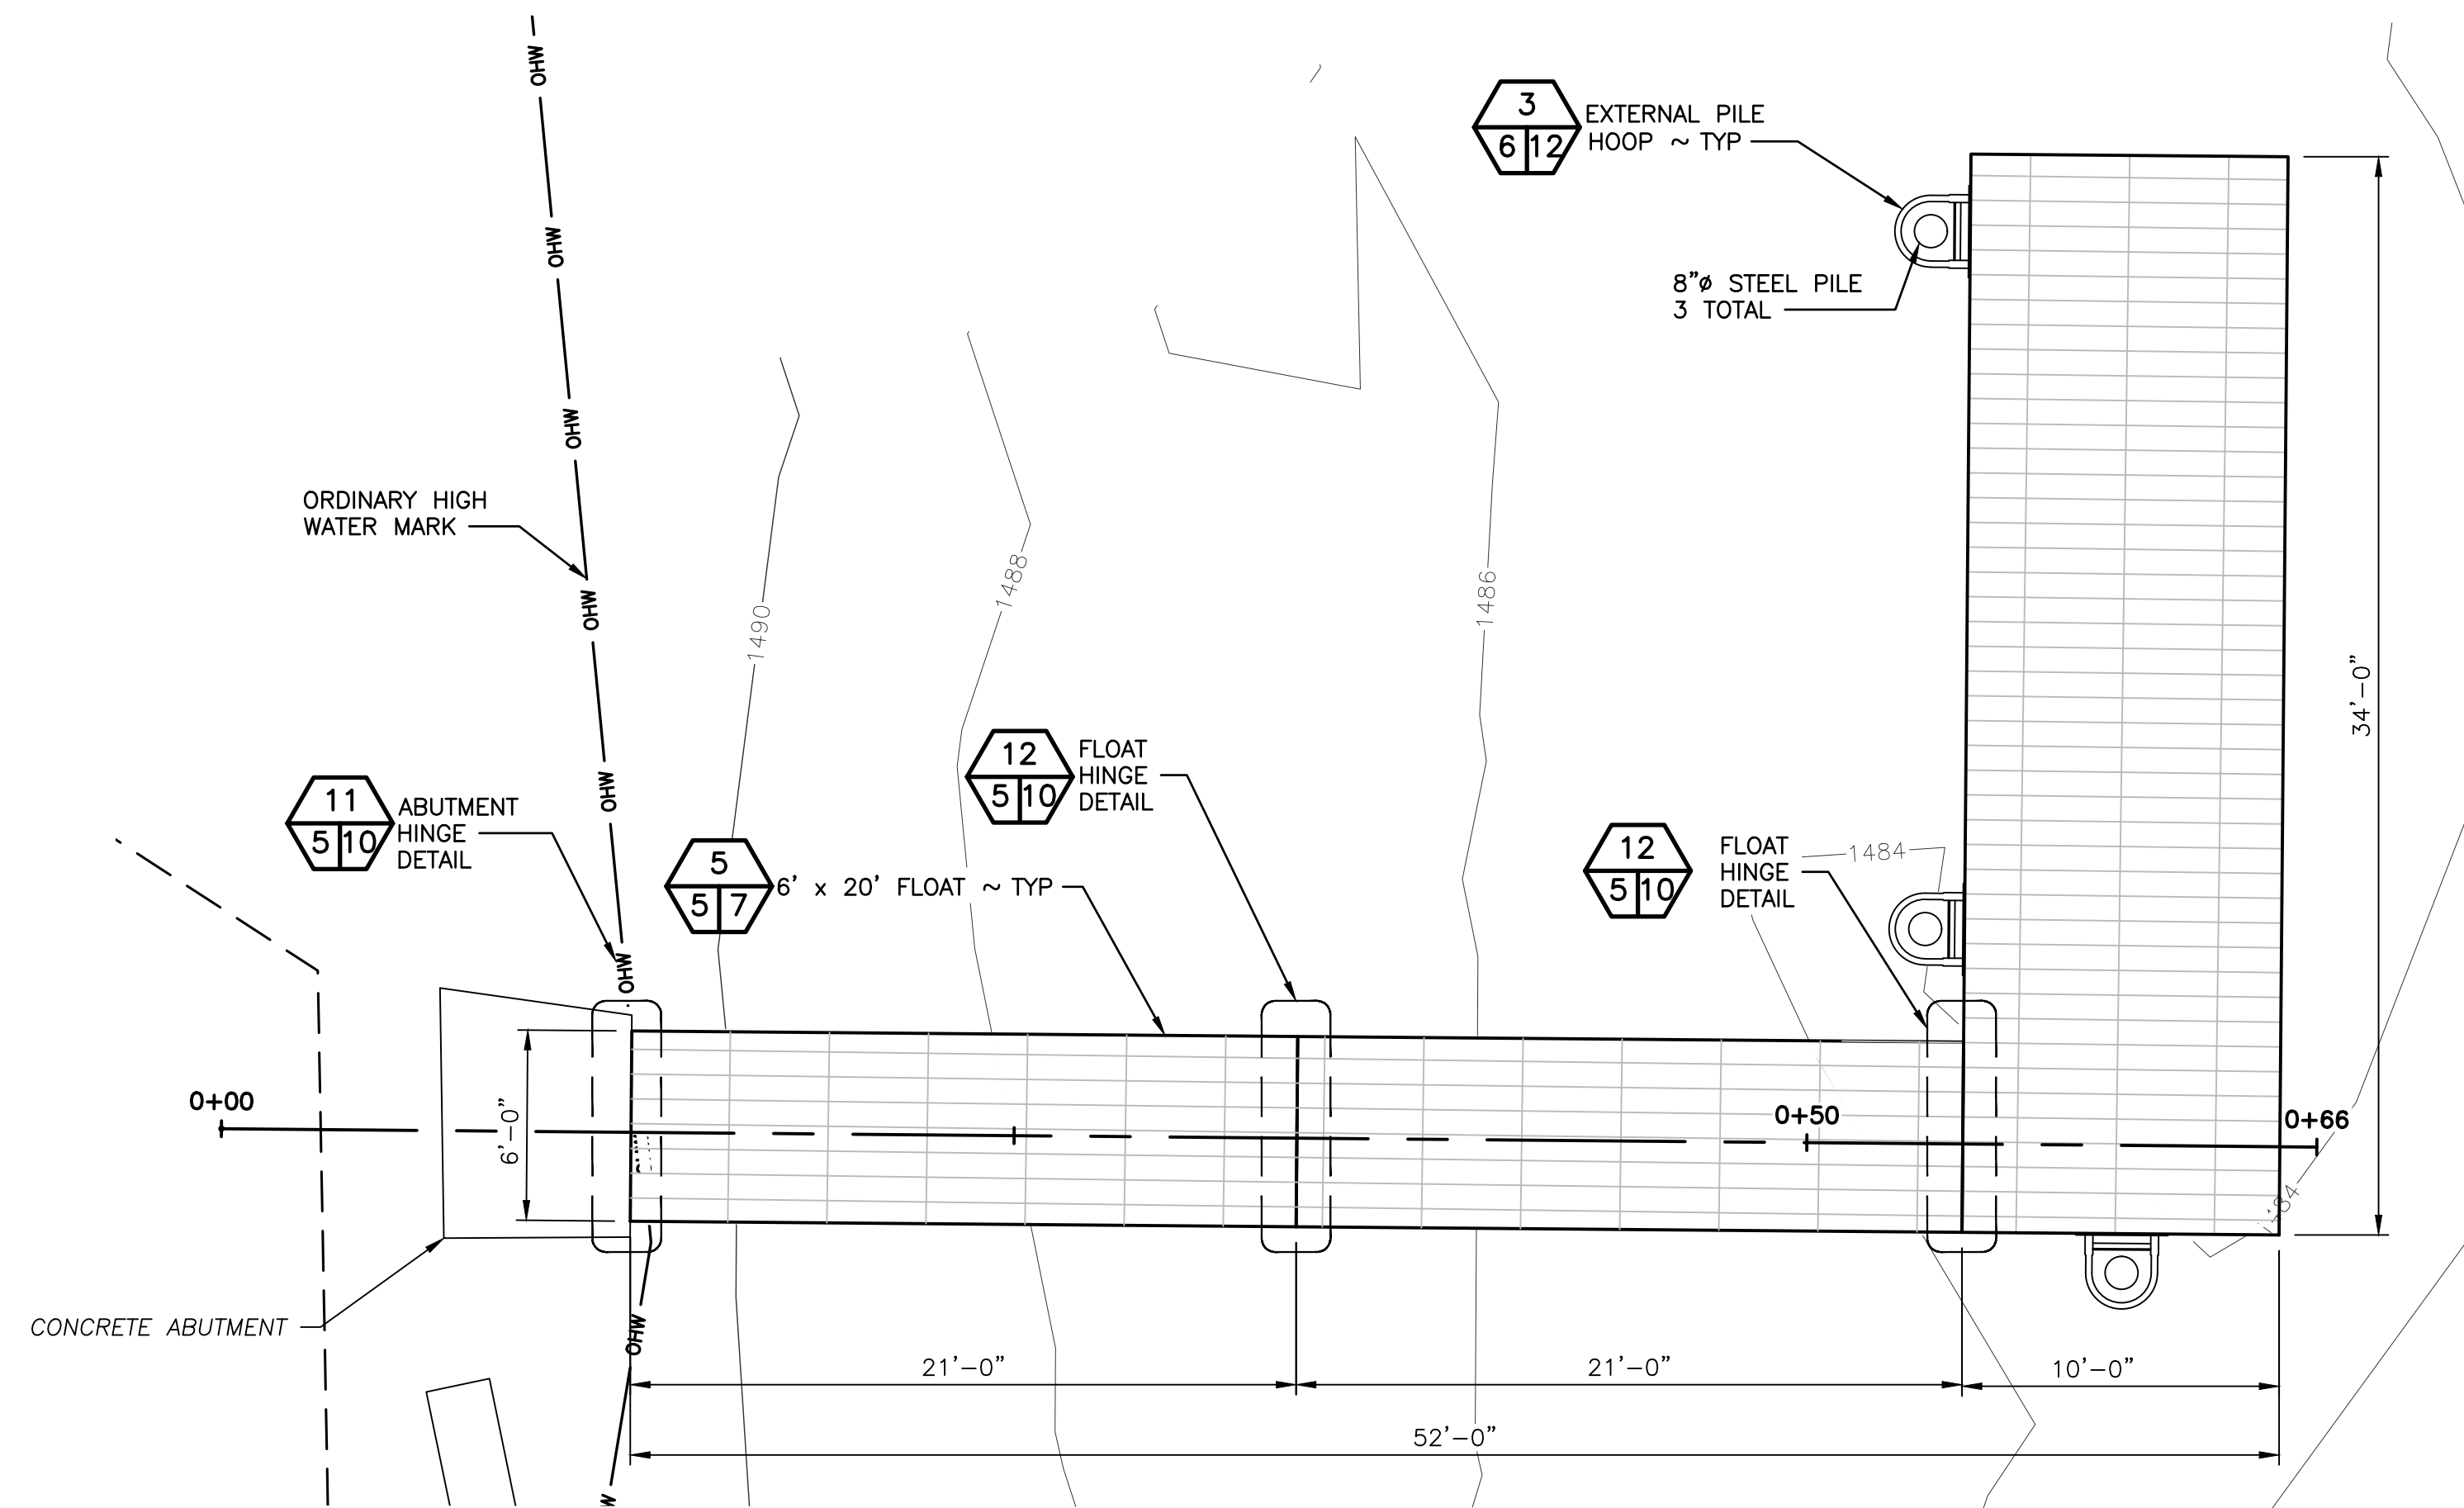 OHW
OHW
OHW
OHW
OHW
OHW
3
6 12
EXTERNAL PILE
HOOP ~ TYP
8"ø STEEL PILE
3 TOTAL
ORDINARY HIGH
WATER MARK
1490
1488
1486
34'-0"
12
5 10
FLOAT
HINGE
DETAIL
11
5 10
ABUTMENT
HINGE
DETAIL
5
5 7
6' x 20' FLOAT ~ TYP
12
5 10
FLOAT
HINGE
DETAIL
1484
0+00
6'-0"
0+50
0+66
CONCRETE ABUTMENT
OHW
21'-0"
21'-0"
10'-0"
52'-0"